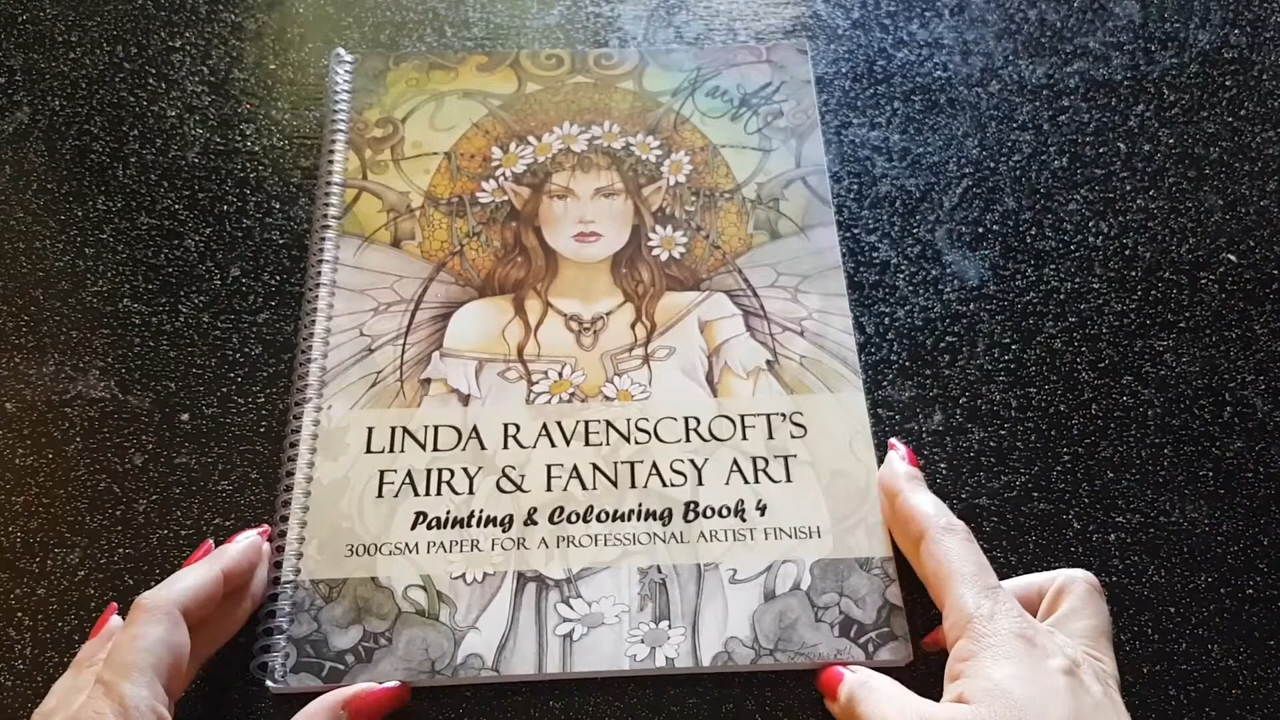 LINDA RAVENSCROFT'S
FAIRY & FANTASY ART
Painting & Colouring Book 4
300GSM PAPER FOR A PROFESSIONAL ARTIST FINISH